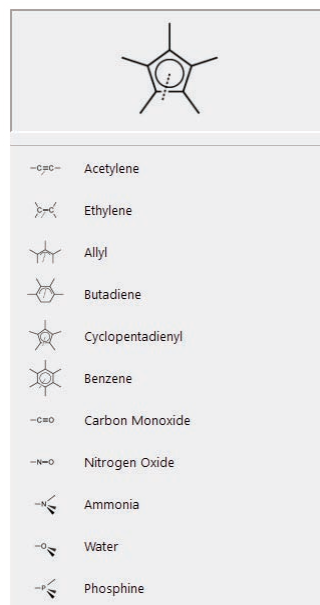 -C≡C- Acetylene
C-C Ethylene
Allyl
Butadiene
Cyclopentadienyl
Benzene
-C≡O Carbon Monoxide
-N=O Nitrogen Oxide
-N Ammonia
-O Water
-P Phosphine